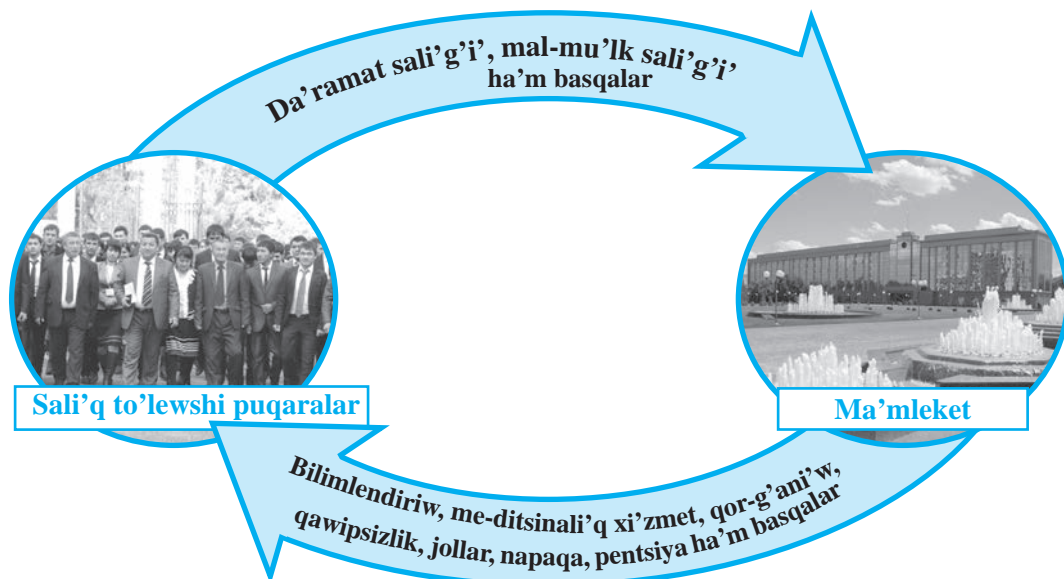 Da’ramat sali’g’i’, mal-mu’lk sali’g’i’
ha’m basqalar
Sali’q to’lewshi puqaralar
Ma’mleket
Bilimlendiriw, me-ditsinali’q xi’zmet, qor-g’ani’w,
qawipsizlik, jollar, napaqa, pentsiya ha’m basqalar